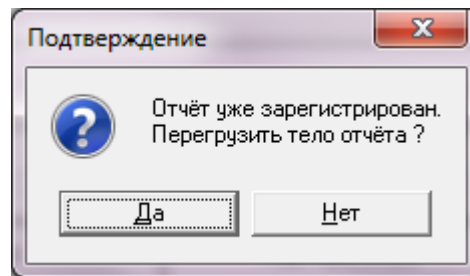 Подтверждение
Отчёт уже зарегистрирован.
Перегрузить тело отчёта ?
Да
Нет